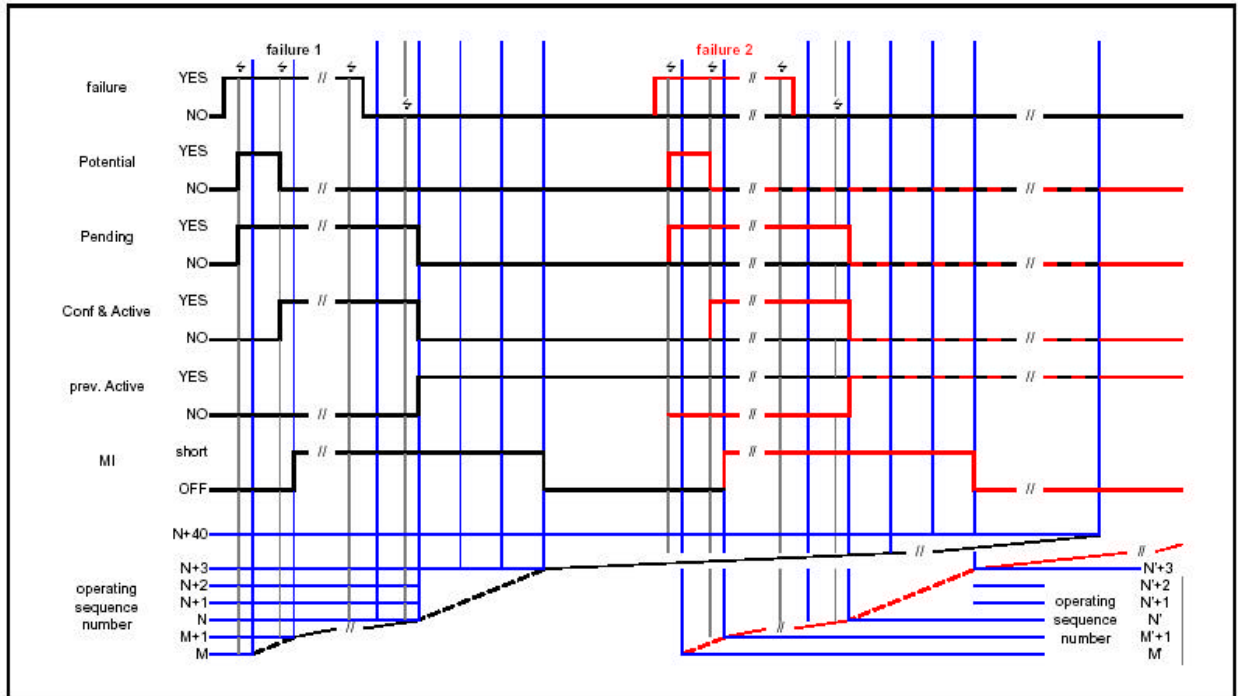 failure 1
failure 2
failure
YES
NO
Potential
YES
NO
Pending
YES
NO
Conf & Active
YES
NO
prev. Active
YES
NO
MI
short
OFF
operating
sequence
number
N+40
N+3
N+2
N+1
N
M+1
M
operating
sequence
number
N'+3
N'+2
N'+1
N'
M'+1
M'